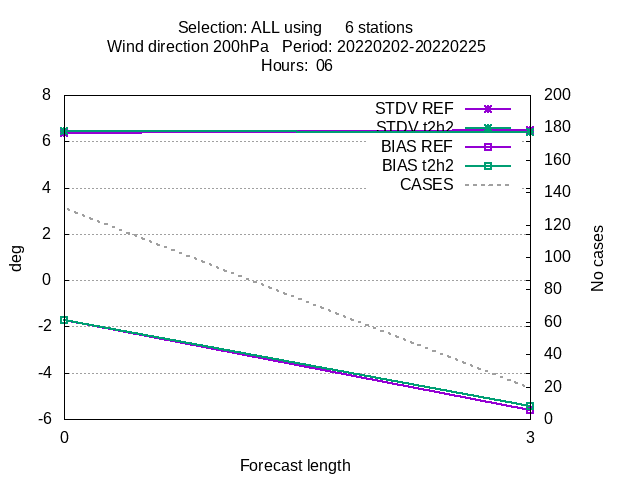 Selection: ALL using 6 stations
Wind direction 200hPa Period: 20220202-20220225
Hours: 06
8
6
4
2
0
-2
-4
-6
deg
200
180
160
140
120
100
80
60
40
20
0
No cases
STDV REF
STDV t2h2
BIAS REF
BIAS t2h2
CASES
0
3
Forecast length